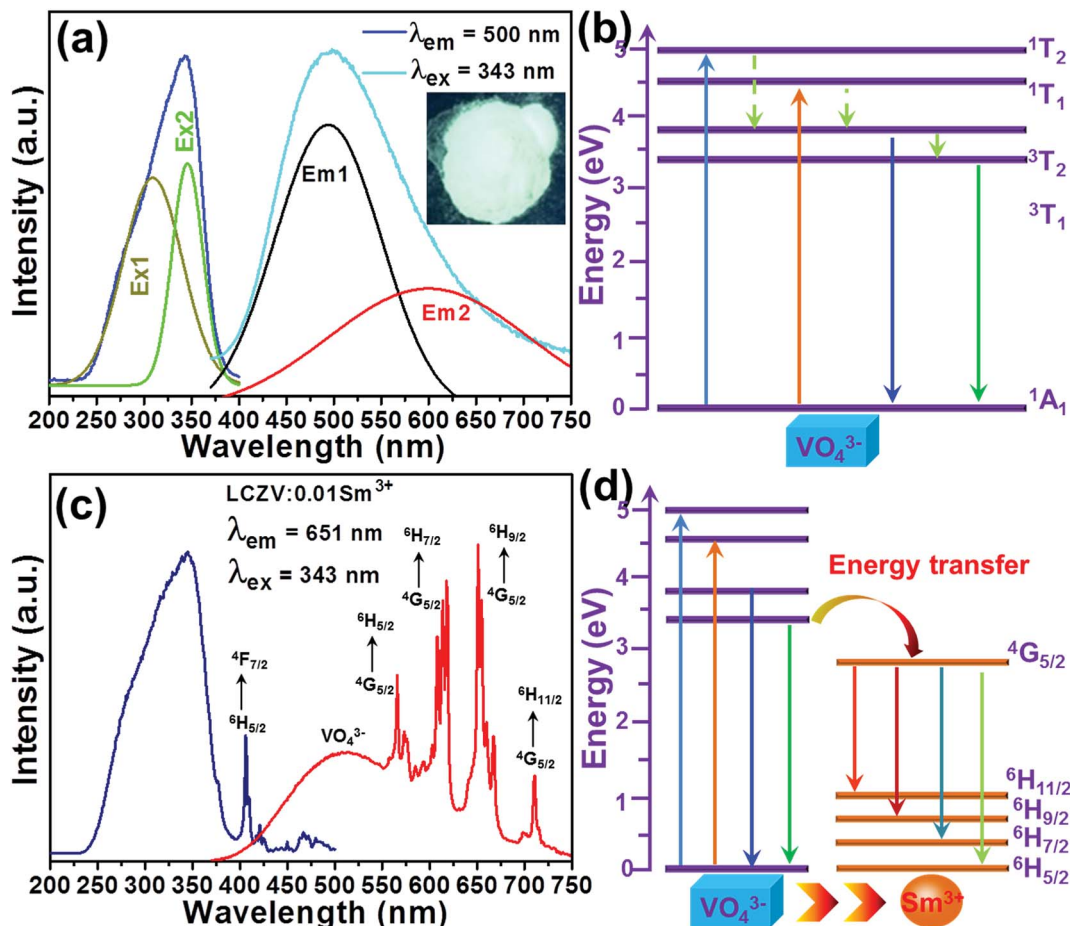 (a)
λem = 500 nm
λex = 343 nm
Ex1
Ex2
Em1
Em2
Intensity (a.u.)
200 250 300 350 400 450 500 550 600 650 700 750
Wavelength (nm)
(b)
5
4
3
2
1
0
Energy (eV)
¹T₂
¹T₁
³T₂
³T₁
¹A₁
VO₄³⁻
(c)
LCZV:0.01Sm³⁺
λem = 651 nm
λex = 343 nm
⁴F₇/₂
⁶H₅/₂
VO₄³⁻
⁶H₅/₂
⁴G₅/₂
⁶H₇/₂
⁴G₅/₂
⁶H₉/₂
⁴G₅/₂
⁶H₁₁/₂
⁴G₅/₂
Intensity (a.u.)
200 250 300 350 400 450 500 550 600 650 700 750
Wavelength (nm)
(d)
5
4
3
2
1
0
Energy (eV)
Energy transfer
⁴G₅/₂
⁶H₁₁/₂
⁶H₉/₂
⁶H₇/₂
⁶H₅/₂
VO₄³⁻
Sm³⁺